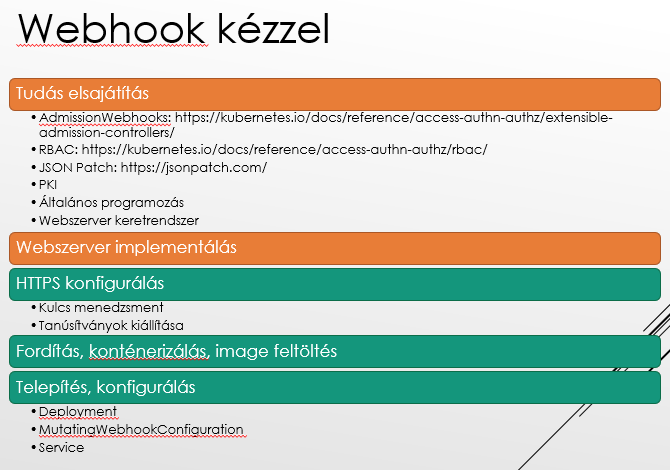 Webhook kézzel
Tudás elsajátítás
• AdmissionWebhooks: https://kubernetes.io/docs/reference/access-authn-authz/extensible-
admission-controllers/
• RBAC: https://kubernetes.io/docs/reference/access-authn-authz/rbac/
• JSON Patch: https://jsonpatch.com/
• PKI
• Általános programozás
• Webszerver keretrendszer
Webszerver implementálás
HTTPS konfigurálás
• Kulcs menedzsment
• Tanúsítványok kiállítása
Fordítás, konténerizálás, image feltöltés
Telepítés, konfigurálás
• Deployment
• MutatingWebhookConfiguration
• Service